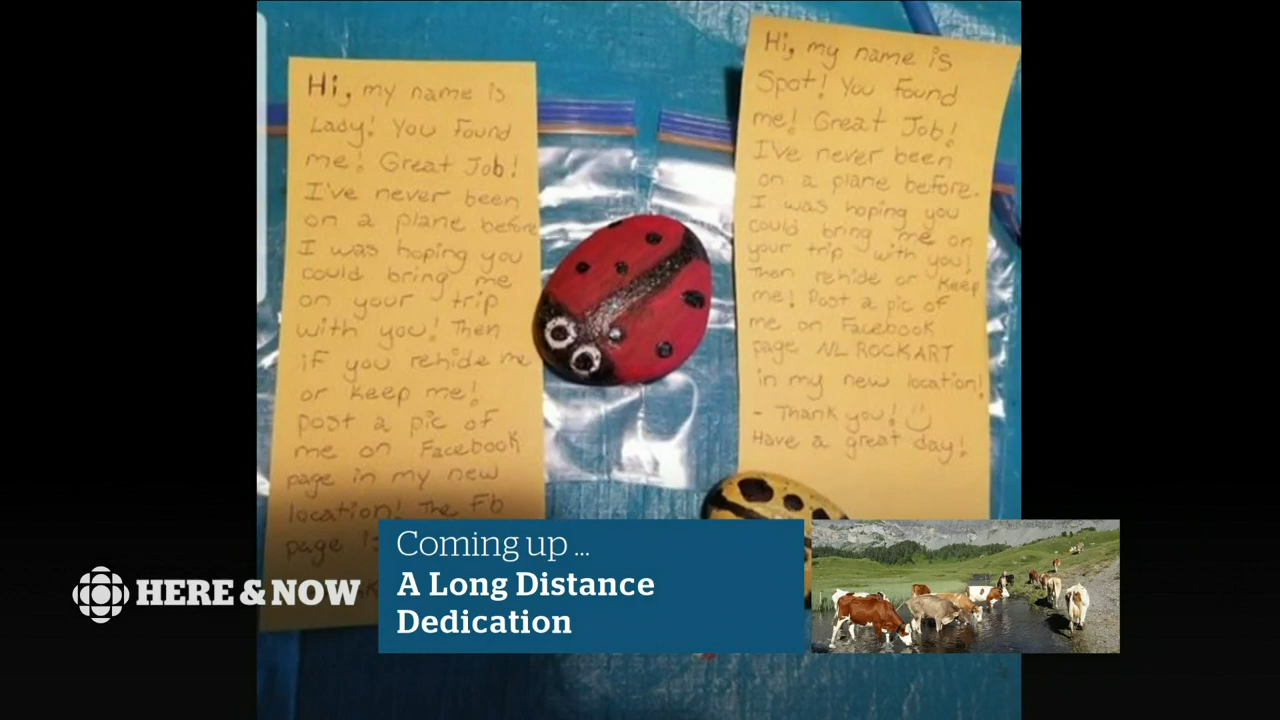 Hi, my name is
Lady! You found
me! Great Job!
I've never been
on a plane before
I was hoping you
could bring me
on your trip
with you! Then
if you rehide me
or keep me!
post a pic of
me on Facebook
page in my new
location! The Fb
page is
Hi, my name is
Spot! You found
me! Great Job!
I've never been
on a plane before.
I was hoping you
could bring me on
your trip with you!
Then rehide or keep
me! Post a pic of
me on Facebook
page NL ROCKART
in my new location!
- Thank you!
Have a great day!
HERE & NOW
Coming up ...
A Long Distance
Dedication